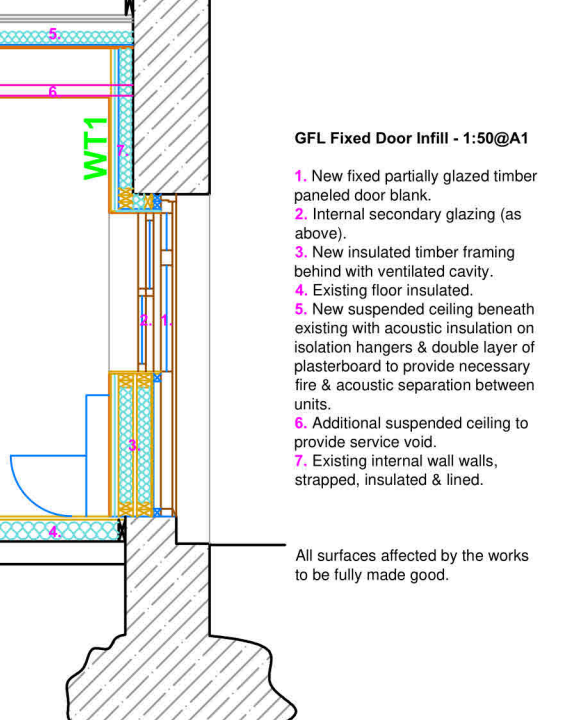 5.
6
WT1
7.
2.
1.
3.
4.
GFL Fixed Door Infill - 1:50@A1
1. New fixed partially glazed timber
paneled door blank.
2. Internal secondary glazing (as
above).
3. New insulated timber framing
behind with ventilated cavity.
4. Existing floor insulated.
5. New suspended ceiling beneath
existing with acoustic insulation on
isolation hangers & double layer of
plasterboard to provide necessary
fire & acoustic separation between
units.
6. Additional suspended ceiling to
provide service void.
7. Existing internal wall walls,
strapped, insulated & lined.
All surfaces affected by the works
to be fully made good.